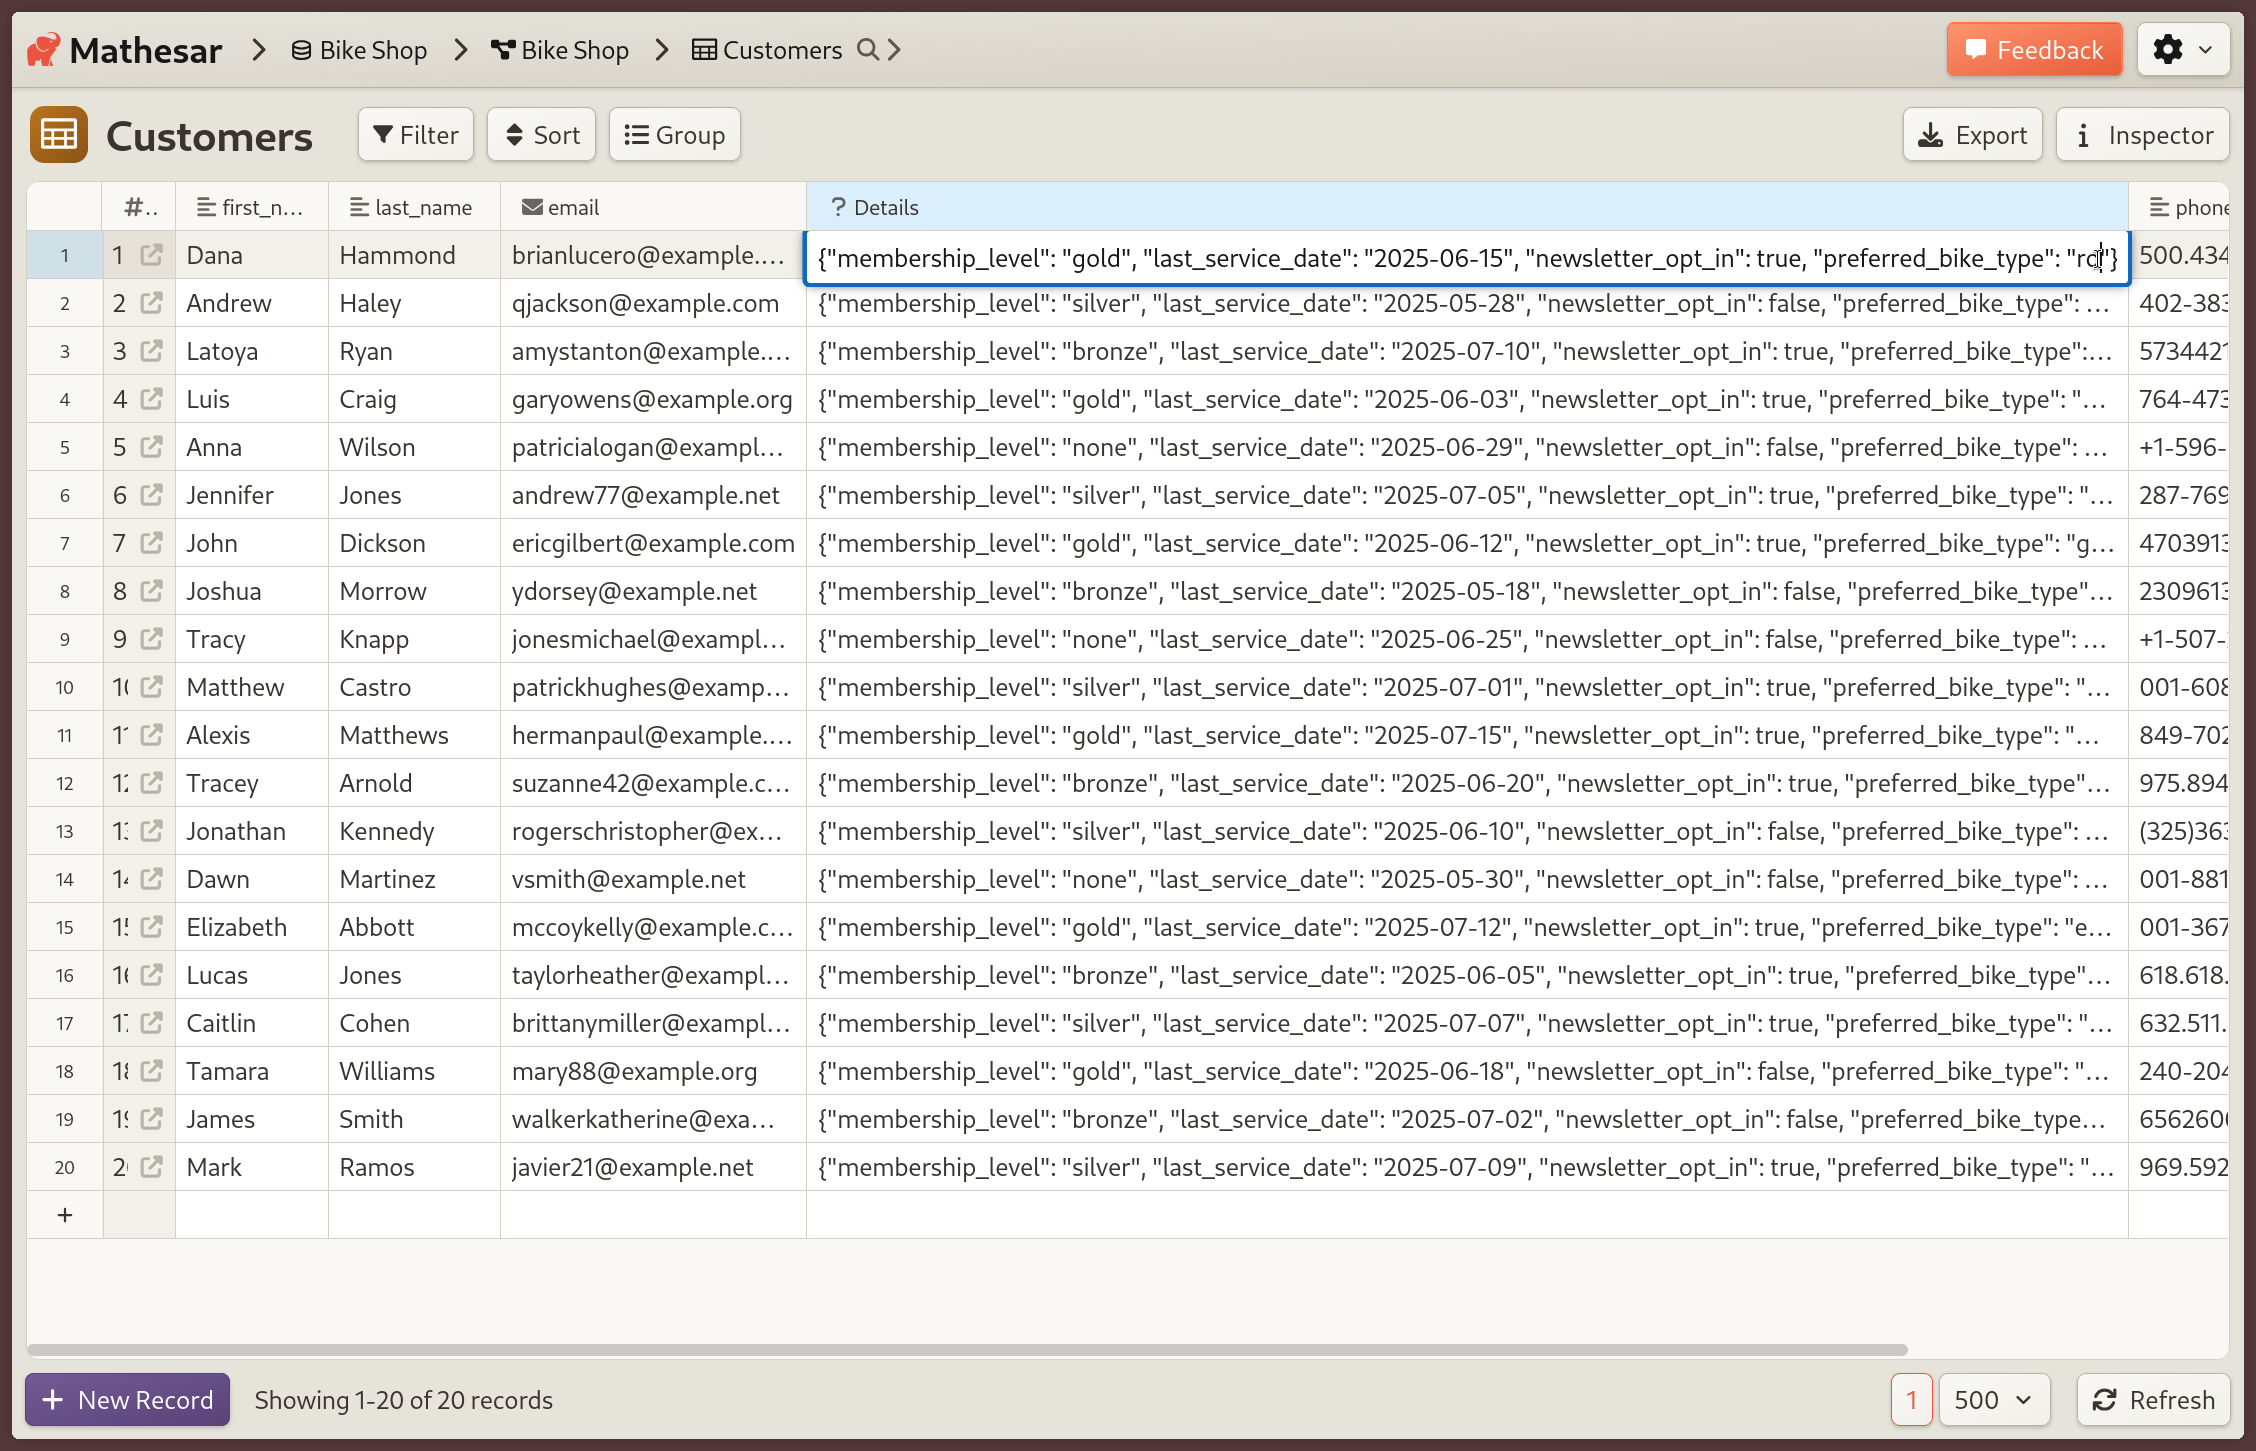 Mathesar Bike Shop Bike Shop Customers Feedback
Customers Filter Sort Group Export Inspector
#.. first_n... last_name email ? Details phone
1 1 Dana Hammond brianlucero@example.... {"membership_level": "gold", "last_service_date": "2025-06-15", "newsletter_opt_in": true, "preferred_bike_type": "ro"} 500.434
2 2 Andrew Haley qjackson@example.com {"membership_level": "silver", "last_service_date": "2025-05-28", "newsletter_opt_in": false, "preferred_bike_type": ... 402-383
3 3 Latoya Ryan amystanton@example.... {"membership_level": "bronze", "last_service_date": "2025-07-10", "newsletter_opt_in": true, "preferred_bike_type":... 5734421
4 4 Luis Craig garyowens@example.org {"membership_level": "gold", "last_service_date": "2025-06-03", "newsletter_opt_in": true, "preferred_bike_type": "... 764-473
5 5 Anna Wilson patricialogan@exampl... {"membership_level": "none", "last_service_date": "2025-06-29", "newsletter_opt_in": false, "preferred_bike_type": ... +1-596-
6 6 Jennifer Jones andrew77@example.net {"membership_level": "silver", "last_service_date": "2025-07-05", "newsletter_opt_in": true, "preferred_bike_type": "... 287-769
7 7 John Dickson ericgilbert@example.com {"membership_level": "gold", "last_service_date": "2025-06-12", "newsletter_opt_in": true, "preferred_bike_type": "g... 4703913
8 8 Joshua Morrow ydorsey@example.net {"membership_level": "bronze", "last_service_date": "2025-05-18", "newsletter_opt_in": false, "preferred_bike_type"... 2309613
9 9 Tracy Knapp jonesmichael@exampl... {"membership_level": "none", "last_service_date": "2025-06-25", "newsletter_opt_in": false, "preferred_bike_type": ... +1-507-
10 10 Matthew Castro patrickhughes@examp... {"membership_level": "silver", "last_service_date": "2025-07-01", "newsletter_opt_in": true, "preferred_bike_type": "... 001-608
11 11 Alexis Matthews hermanpaul@example.... {"membership_level": "gold", "last_service_date": "2025-07-15", "newsletter_opt_in": true, "preferred_bike_type": "... 849-702
12 12 Tracey Arnold suzanne42@example.c... {"membership_level": "bronze", "last_service_date": "2025-06-20", "newsletter_opt_in": true, "preferred_bike_type"... 975.894
13 13 Jonathan Kennedy rogerschristopher@ex... {"membership_level": "silver", "last_service_date": "2025-06-10", "newsletter_opt_in": false, "preferred_bike_type": ... (325)363
14 14 Dawn Martinez vsmith@example.net {"membership_level": "none", "last_service_date": "2025-05-30", "newsletter_opt_in": false, "preferred_bike_type": ... 001-881
15 15 Elizabeth Abbott mccoykelly@example.c... {"membership_level": "gold", "last_service_date": "2025-07-12", "newsletter_opt_in": true, "preferred_bike_type": "e... 001-367
16 16 Lucas Jones taylorheather@exampl... {"membership_level": "bronze", "last_service_date": "2025-06-05", "newsletter_opt_in": true, "preferred_bike_type"... 618.618.
17 17 Caitlin Cohen brittanymiller@exampl... {"membership_level": "silver", "last_service_date": "2025-07-07", "newsletter_opt_in": true, "preferred_bike_type": "... 632.511.
18 18 Tamara Williams mary88@example.org {"membership_level": "gold", "last_service_date": "2025-06-18", "newsletter_opt_in": false, "preferred_bike_type": "... 240-204
19 19 James Smith walkerkatherine@exa... {"membership_level": "bronze", "last_service_date": "2025-07-02", "newsletter_opt_in": false, "preferred_bike_type... 656260
20 20 Mark Ramos javier21@example.net {"membership_level": "silver", "last_service_date": "2025-07-09", "newsletter_opt_in": true, "preferred_bike_type": "... 969.592
+
+ New Record Showing 1-20 of 20 records 1 500 Refresh